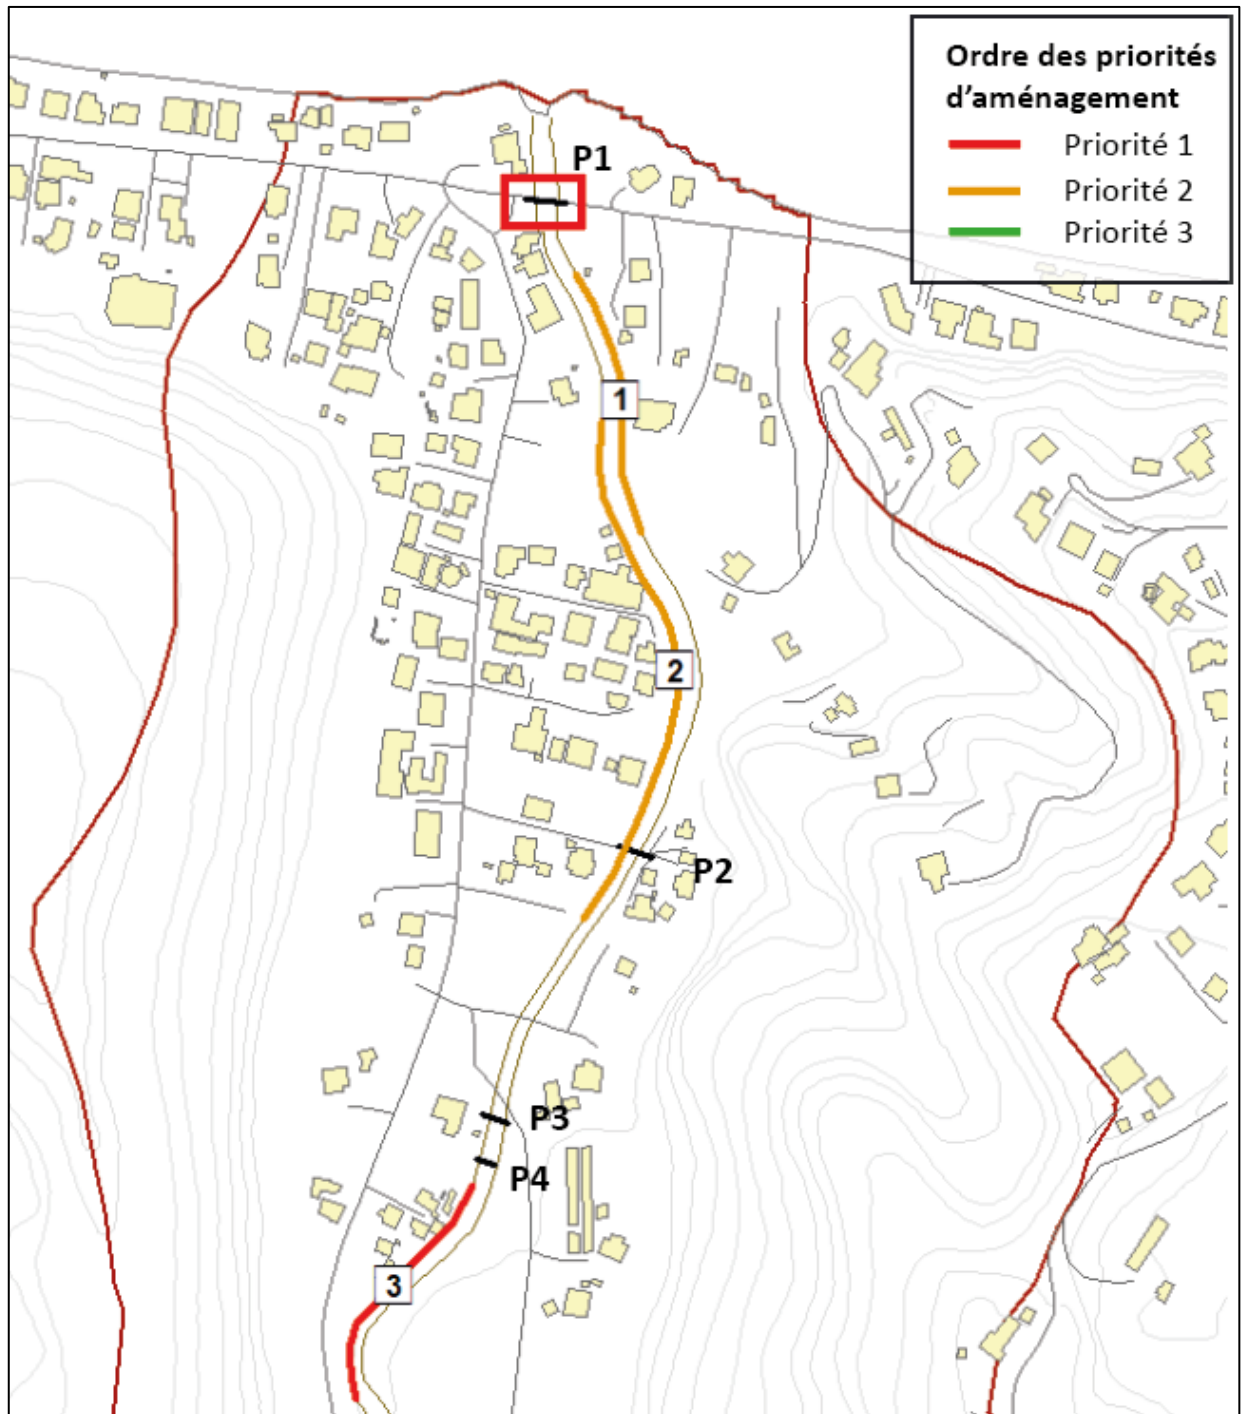 Ordre des priorités
d’aménagement
Priorité 1
Priorité 2
Priorité 3
P1
1
2
P2
P3
P4
3